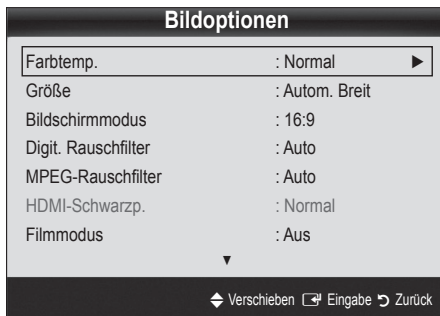 Bildoptionen
Farbtemp. : Normal ►
Größe : Autom. Breit
Bildschirmmodus : 16:9
Digit. Rauschfilter : Auto
MPEG-Rauschfilter : Auto
HDMI-Schwarzp. : Normal
Filmmodus : Aus
▼
Verschieben Eingabe Zurück